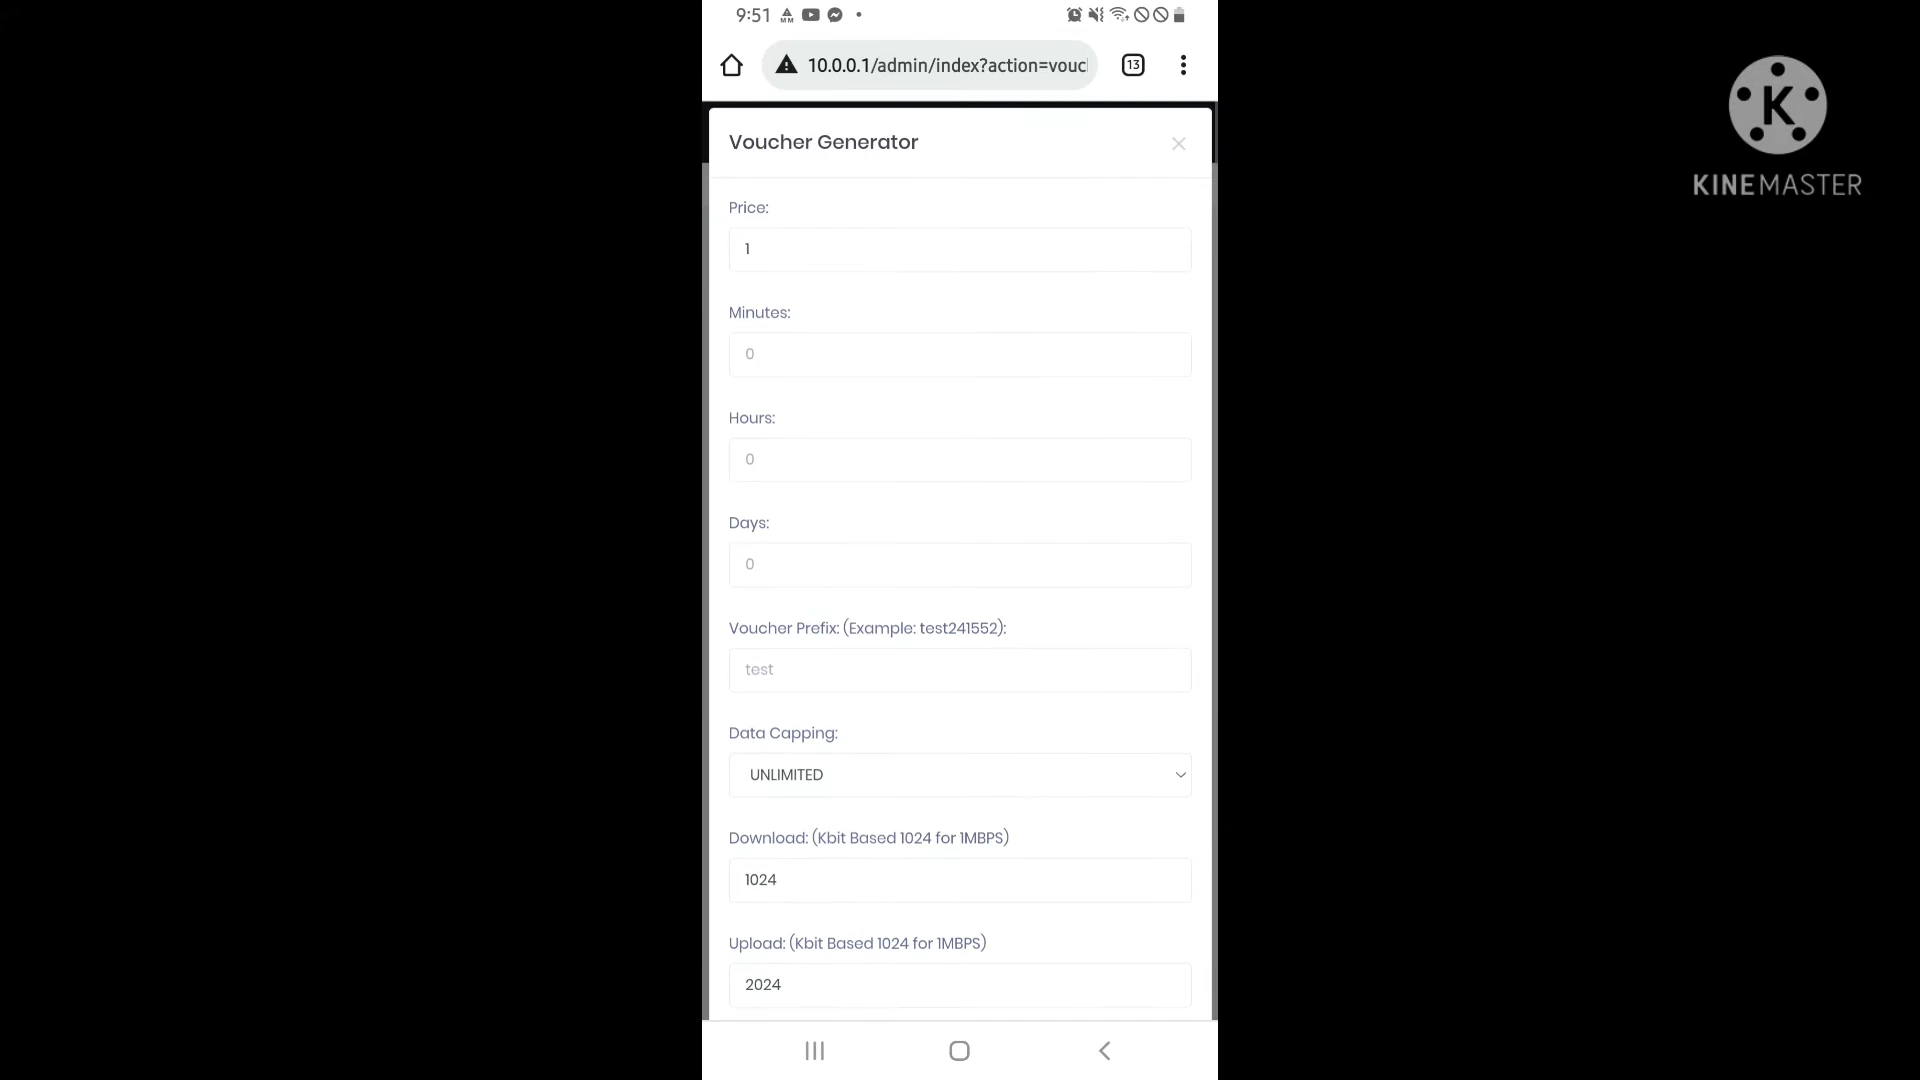 9:51
10.0.0.1/admin/index?action=vouc
13
K
KINEMASTER
Voucher Generator
Price:
1
Minutes:
0
Hours:
0
Days:
0
Voucher Prefix: (Example: test241552):
test
Data Capping:
UNLIMITED
Download: (Kbit Based 1024 for 1MBPS)
1024
Upload: (Kbit Based 1024 for 1MBPS)
2024